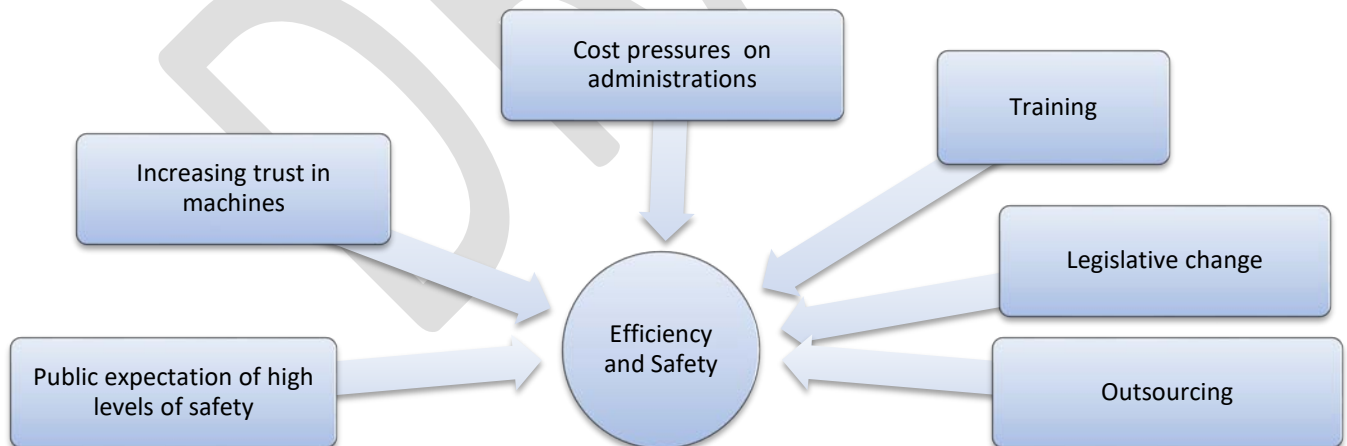 Cost pressures on
administrations
Training
Increasing trust in
machines
Legislative change
Efficiency
and Safety
Public expectation of high
levels of safety
Outsourcing